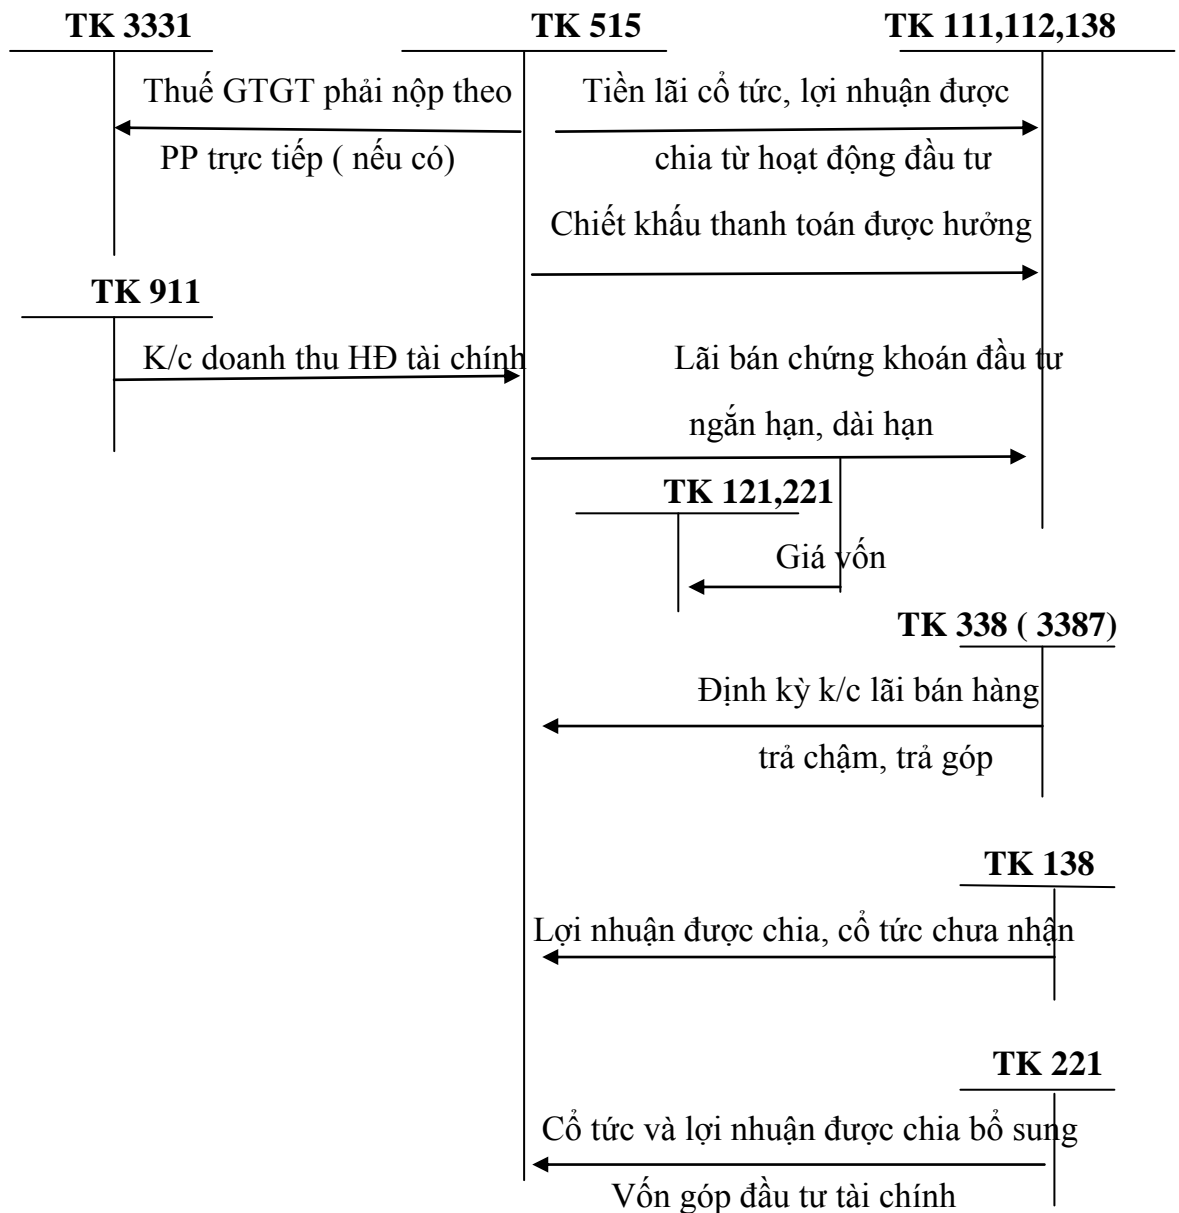 TK 3331
TK 515
TK 111,112,138
Thuế GTGT phải nộp theo
PP trực tiếp ( nếu có)
Tiền lãi cổ tức, lợi nhuận được
chia từ hoạt động đầu tư
Chiết khấu thanh toán được hưởng
TK 911
K/c doanh thu HĐ tài chính
Lãi bán chứng khoán đầu tư
ngắn hạn, dài hạn
TK 121,221
Giá vốn
TK 338 ( 3387)
Định kỳ k/c lãi bán hàng
trả chậm, trả góp
TK 138
Lợi nhuận được chia, cổ tức chưa nhận
TK 221
Cổ tức và lợi nhuận được chia bổ sung
Vốn góp đầu tư tài chính